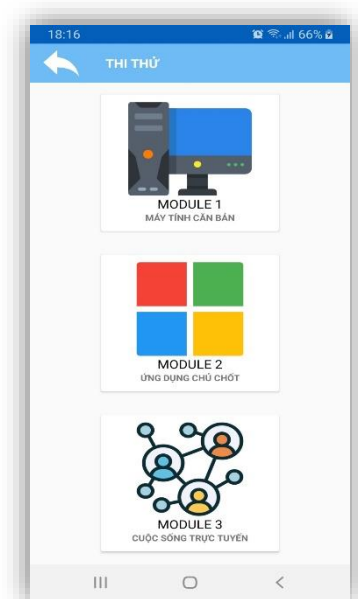 18:16 66%
THI THỬ
MODULE 1
MÁY TÍNH CĂN BẢN
MODULE 2
ỨNG DỤNG CHỦ CHỐT
MODULE 3
CUỘC SỐNG TRỰC TUYẾN